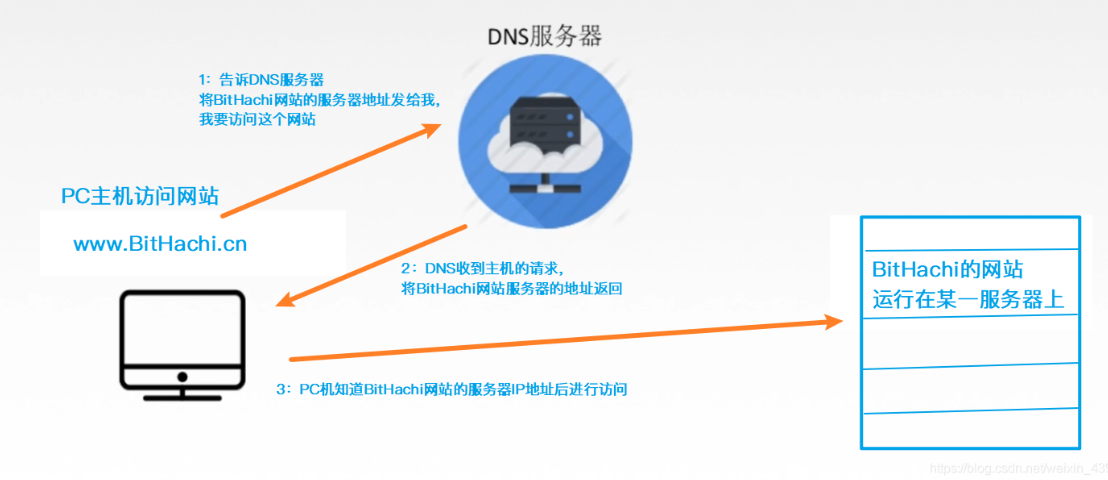 DNS服务器
1：告诉DNS服务器
将BitHachi网站的服务器地址发给我，
我要访问这个网站
PC主机访问网站
www.BitHachi.cn
2：DNS收到主机的请求，
将BitHachi网站服务器的地址返回
BitHachi的网站
运行在某一服务器上
3：PC机知道BitHachi网站的服务器IP地址后进行访问
https://blog.csdn.net/weixin_43